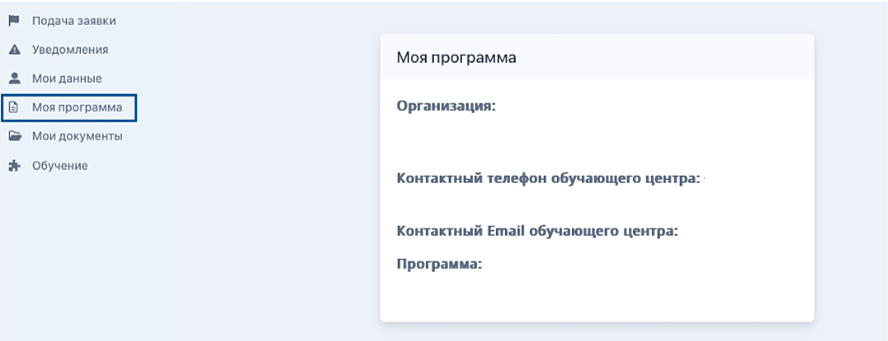 Подача заявки
Уведомления
Мои данные
Моя программа
Мои документы
Обучение
Моя программа
Организация:
Контактный телефон обучающего центра:
Контактный Email обучающего центра:
Программа: